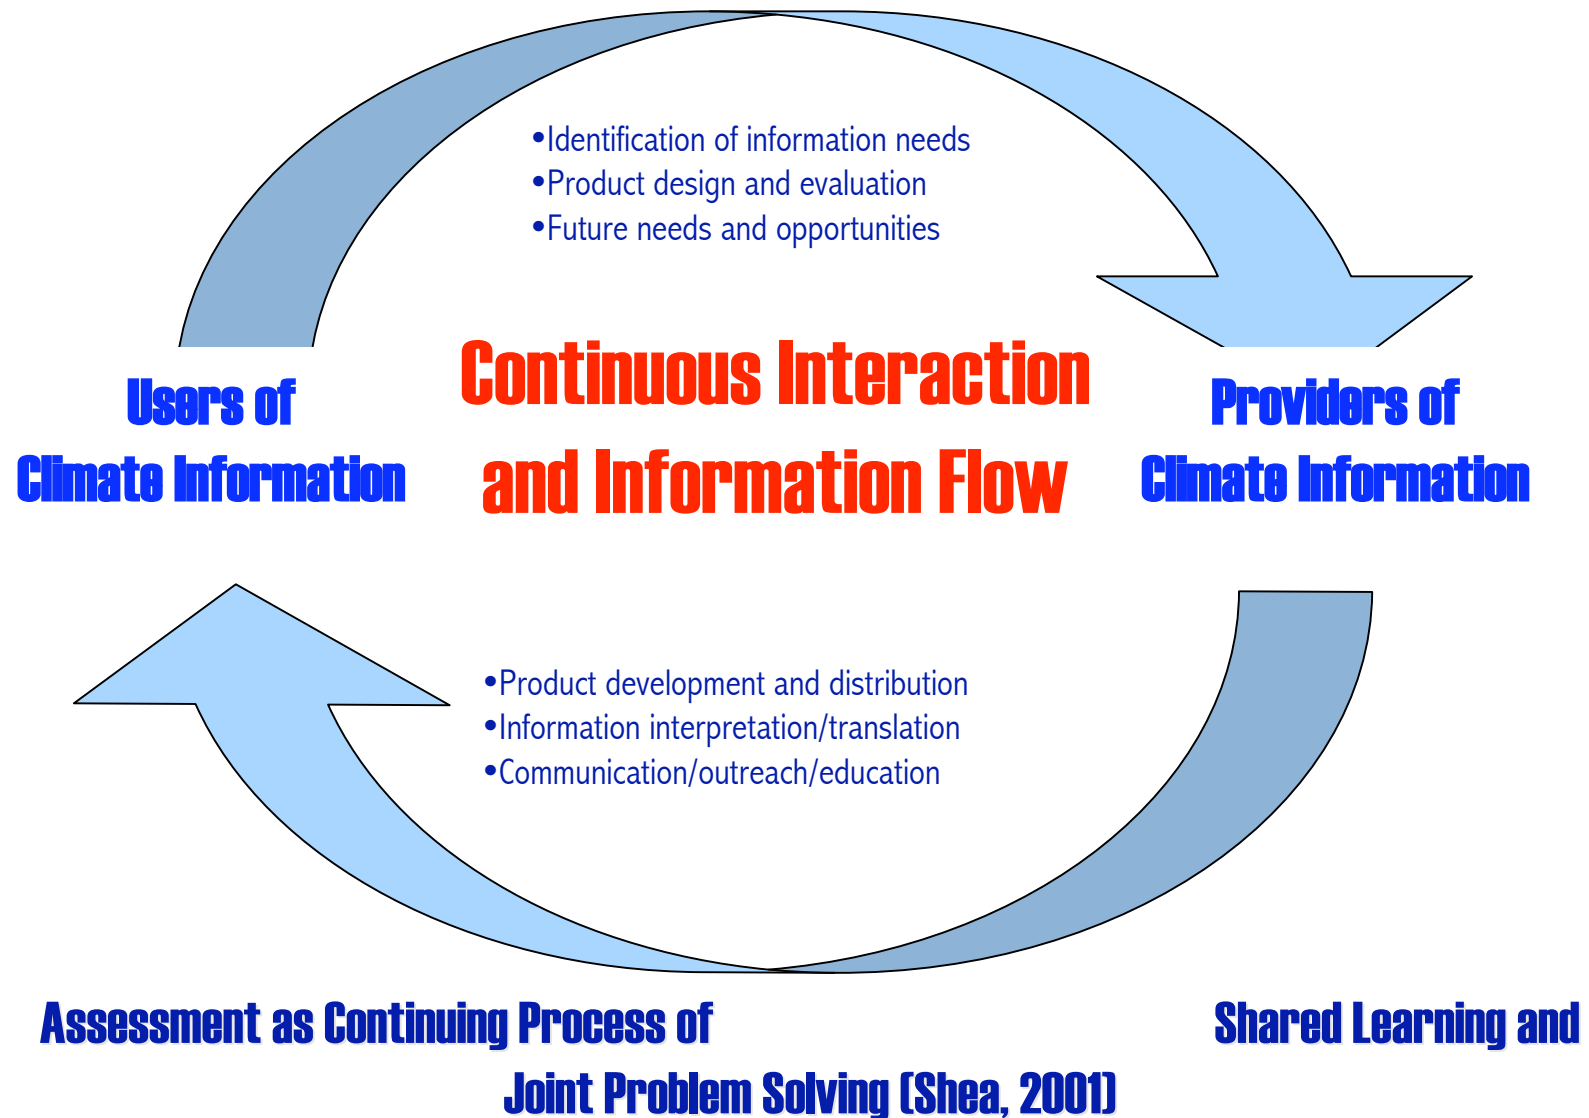 •Identification of information needs
•Product design and evaluation
•Future needs and opportunities
Users of
Climate Information
Continuous Interaction
and Information Flow
Providers of
Climate Information
•Product development and distribution
•Information interpretation/translation
•Communication/outreach/education
Assessment as Continuing Process of Shared Learning and
Joint Problem Solving (Shea, 2001)